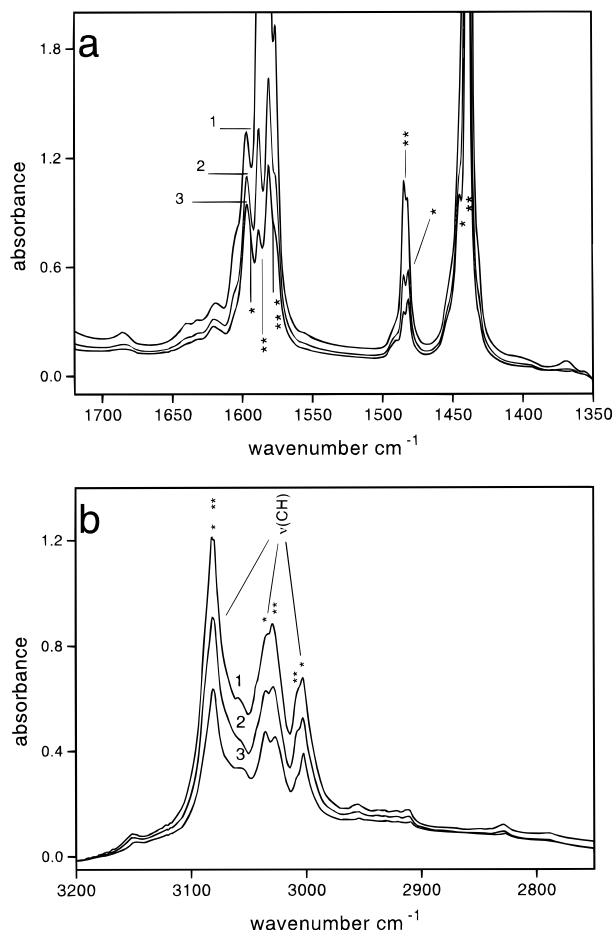 a
absorbance
1.8
1.2
0.6
0.0
1
2
3
*
**
***
**
*
*
**
1700 1650 1600 1550 1500 1450 1400 1350
wavenumber cm -1
b
absorbance
1.2
0.8
0.4
0.0
* **
ν(CH)
* **
** *
1
2
3
3200 3100 3000 2900 2800
wavenumber cm -1